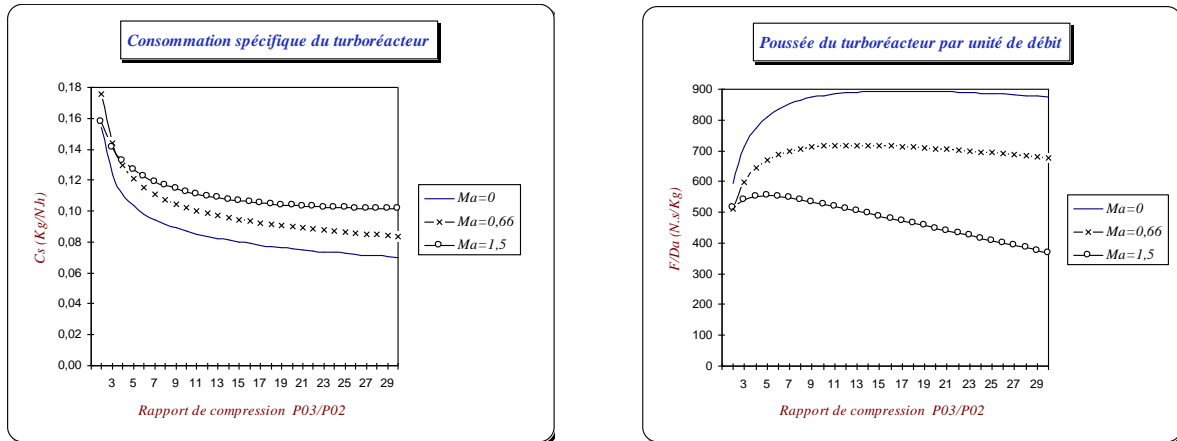 Consommation spécifique du turboréacteur
0,18
0,16
0,14
0,12
0,10
0,08
0,06
0,04
0,02
0,00
Cs (Kg/N.h)
3 5 7 9 11 13 15 17 19 21 23 25 27 29
Rapport de compression P03/P02
Ma=0
Ma=0,66
Ma=1,5
Poussée du turboréacteur par unité de débit
900
800
700
600
500
400
300
200
100
0
F/Da (N.s/Kg)
3 5 7 9 11 13 15 17 19 21 23 25 27 29
Rapport de compression P03/P02
Ma=0
Ma=0,66
Ma=1,5